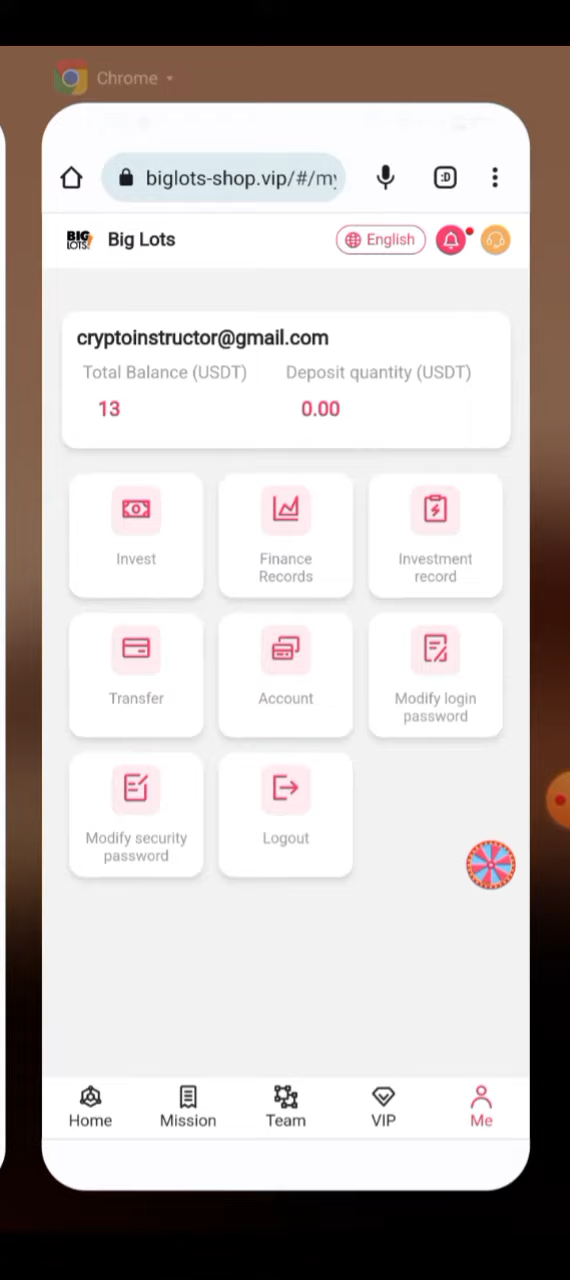 Chrome
biglots-shop.vip/#/my
:D
BIG LOTS! Big Lots English
cryptoinstructor@gmail.com
Total Balance (USDT) Deposit quantity (USDT)
13 0.00
Invest
Finance
Records
Investment
record
Transfer
Account
Modify login
password
Modify security
password
Logout
Home Mission Team VIP Me